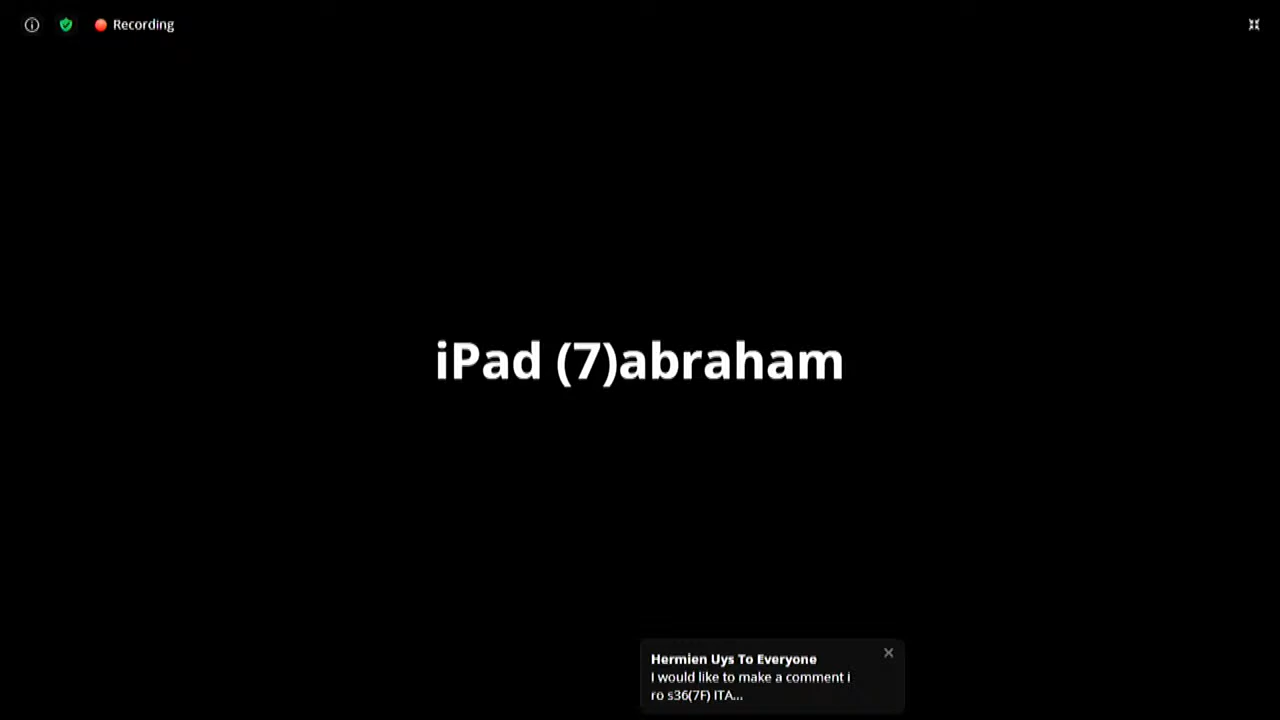 Recording
iPad (7)abraham
Hermien Uys To Everyone
I would like to make a comment i
ro s36(7F) ITA...